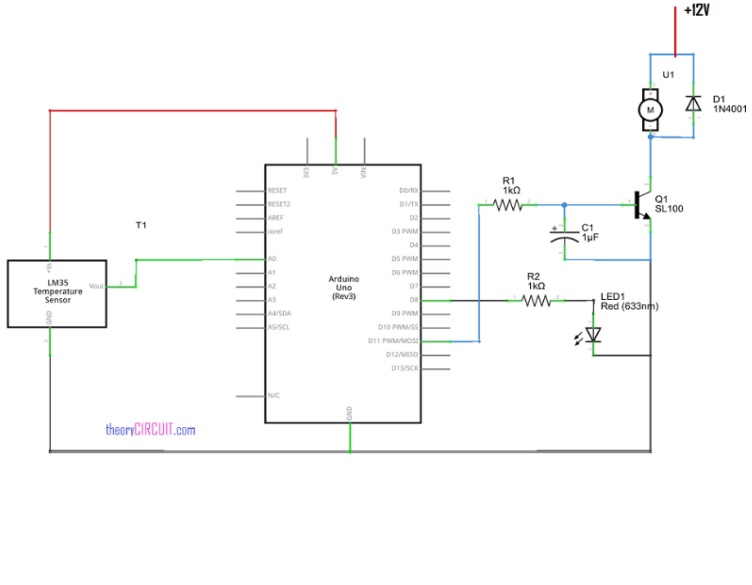 +12V
U1
M
D1
1N4001
3V3
5V
VIN
R1
1kΩ
Q1
SL100
RESET
RESET2
AREF
ioref
A0
A1
A2
A3
A4/SDA
A5/SCL
N/C
D0/RX
D1/TX
D2
D3 PWM
D4
D5 PWM
D6 PWM
D7
D8
D9 PWM
D10 PWM/SS
D11 PWM/MOSI
D12/MISO
D13/SCK
Arduino
Uno
(Rev3)
GND
T1
+Vs
LM35
Temperature
Sensor
Vout
GND
+
C1
1µF
R2
1kΩ
LED1
Red (633nm)
theoryCIRCUIT.com